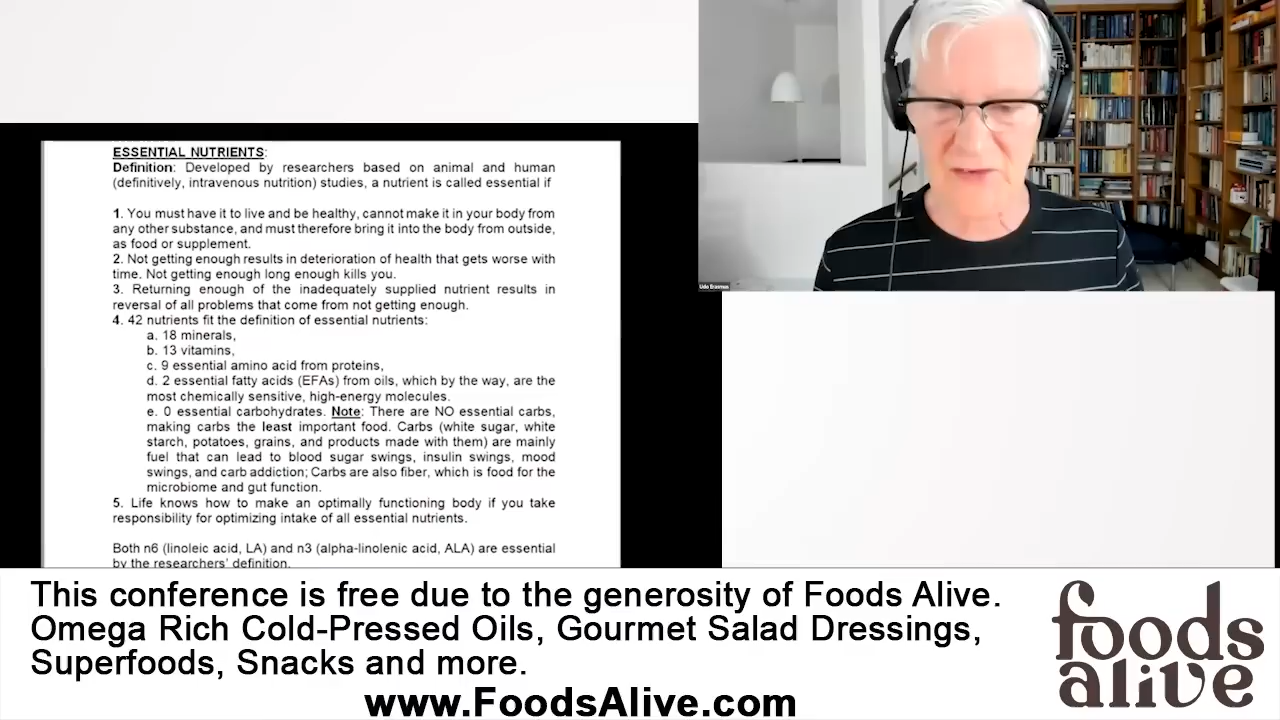 ESSENTIAL NUTRIENTS:
Definition: Developed by researchers based on animal and human
(definitively, intravenous nutrition) studies, a nutrient is called essential if
1. You must have it to live and be healthy, cannot make it in your body from
any other substance, and must therefore bring it into the body from outside,
as food or supplement.
2. Not getting enough results in deterioration of health that gets worse with
time. Not getting enough long enough kills you.
3. Returning enough of the inadequately supplied nutrient results in
reversal of all problems that come from not getting enough.
4. 42 nutrients fit the definition of essential nutrients:
a. 18 minerals,
b. 13 vitamins,
c. 9 essential amino acid from proteins,
d. 2 essential fatty acids (EFAs) from oils, which by the way, are the
most chemically sensitive, high-energy molecules.
e. 0 essential carbohydrates. Note: There are NO essential carbs,
making carbs the least important food. Carbs (white sugar, white
starch, potatoes, grains, and products made with them) are mainly
fuel that can lead to blood sugar swings, insulin swings, mood
swings, and carb addiction; Carbs are also fiber, which is food for the
microbiome and gut function.
5. Life knows how to make an optimally functioning body if you take
responsibility for optimizing intake of all essential nutrients.
Both n6 (linoleic acid, LA) and n3 (alpha-linolenic acid, ALA) are essential
by the researchers' definition.
Udo Erasmus
This conference is free due to the generosity of Foods Alive.
Omega Rich Cold-Pressed Oils, Gourmet Salad Dressings,
Superfoods, Snacks and more.
www.FoodsAlive.com
foods
alive